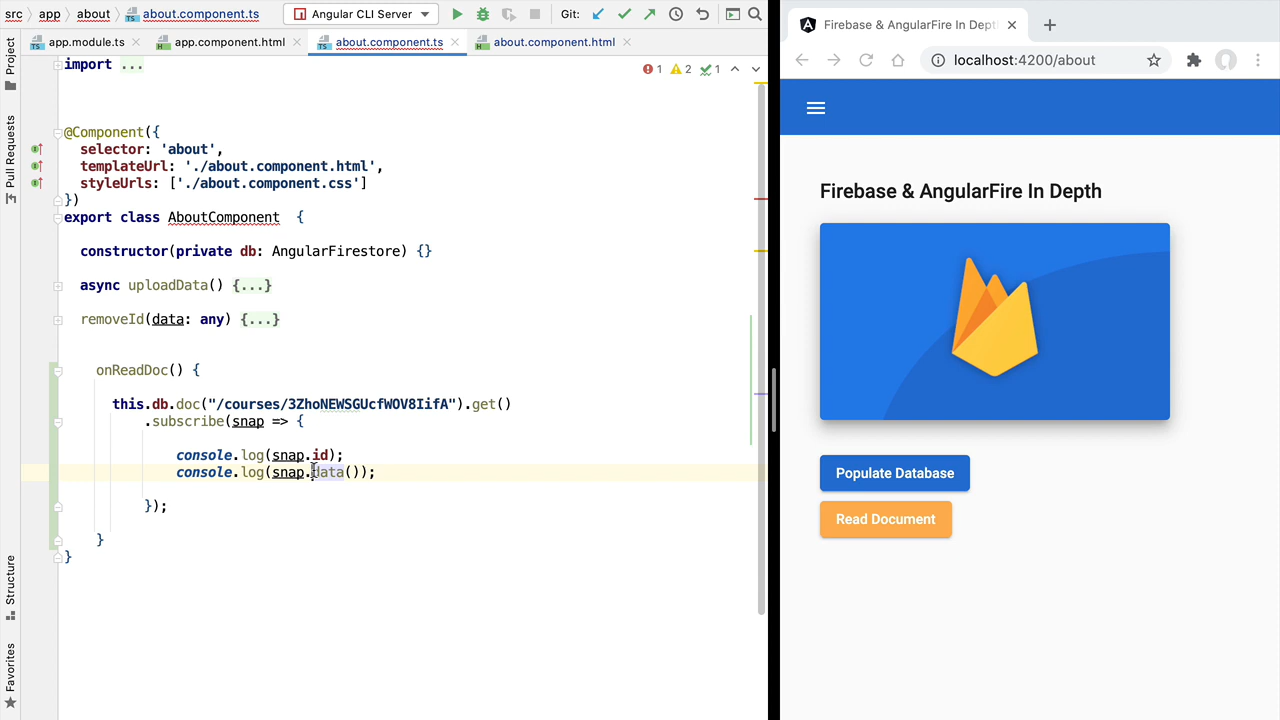 src app about about.component.ts Angular CLI Server Git:
app.module.ts app.component.html about.component.ts about.component.html
Project
Pull Requests
Structure
Favorites
import ...
1 2 1
@Component({
selector: 'about',
templateUrl: './about.component.html',
styleUrls: ['./about.component.css']
})
export class AboutComponent {
constructor(private db: AngularFirestore) {}
async uploadData() {...}
removeId(data: any) {...}
onReadDoc() {
this.db.doc("/courses/3ZhoNEWSGUcfWOV8IifA").get()
.subscribe(snap => {
console.log(snap.id);
console.log(snap.data());
});
}
}
Firebase & AngularFire In Depth
localhost:4200/about
Firebase & AngularFire In Depth
Populate Database
Read Document